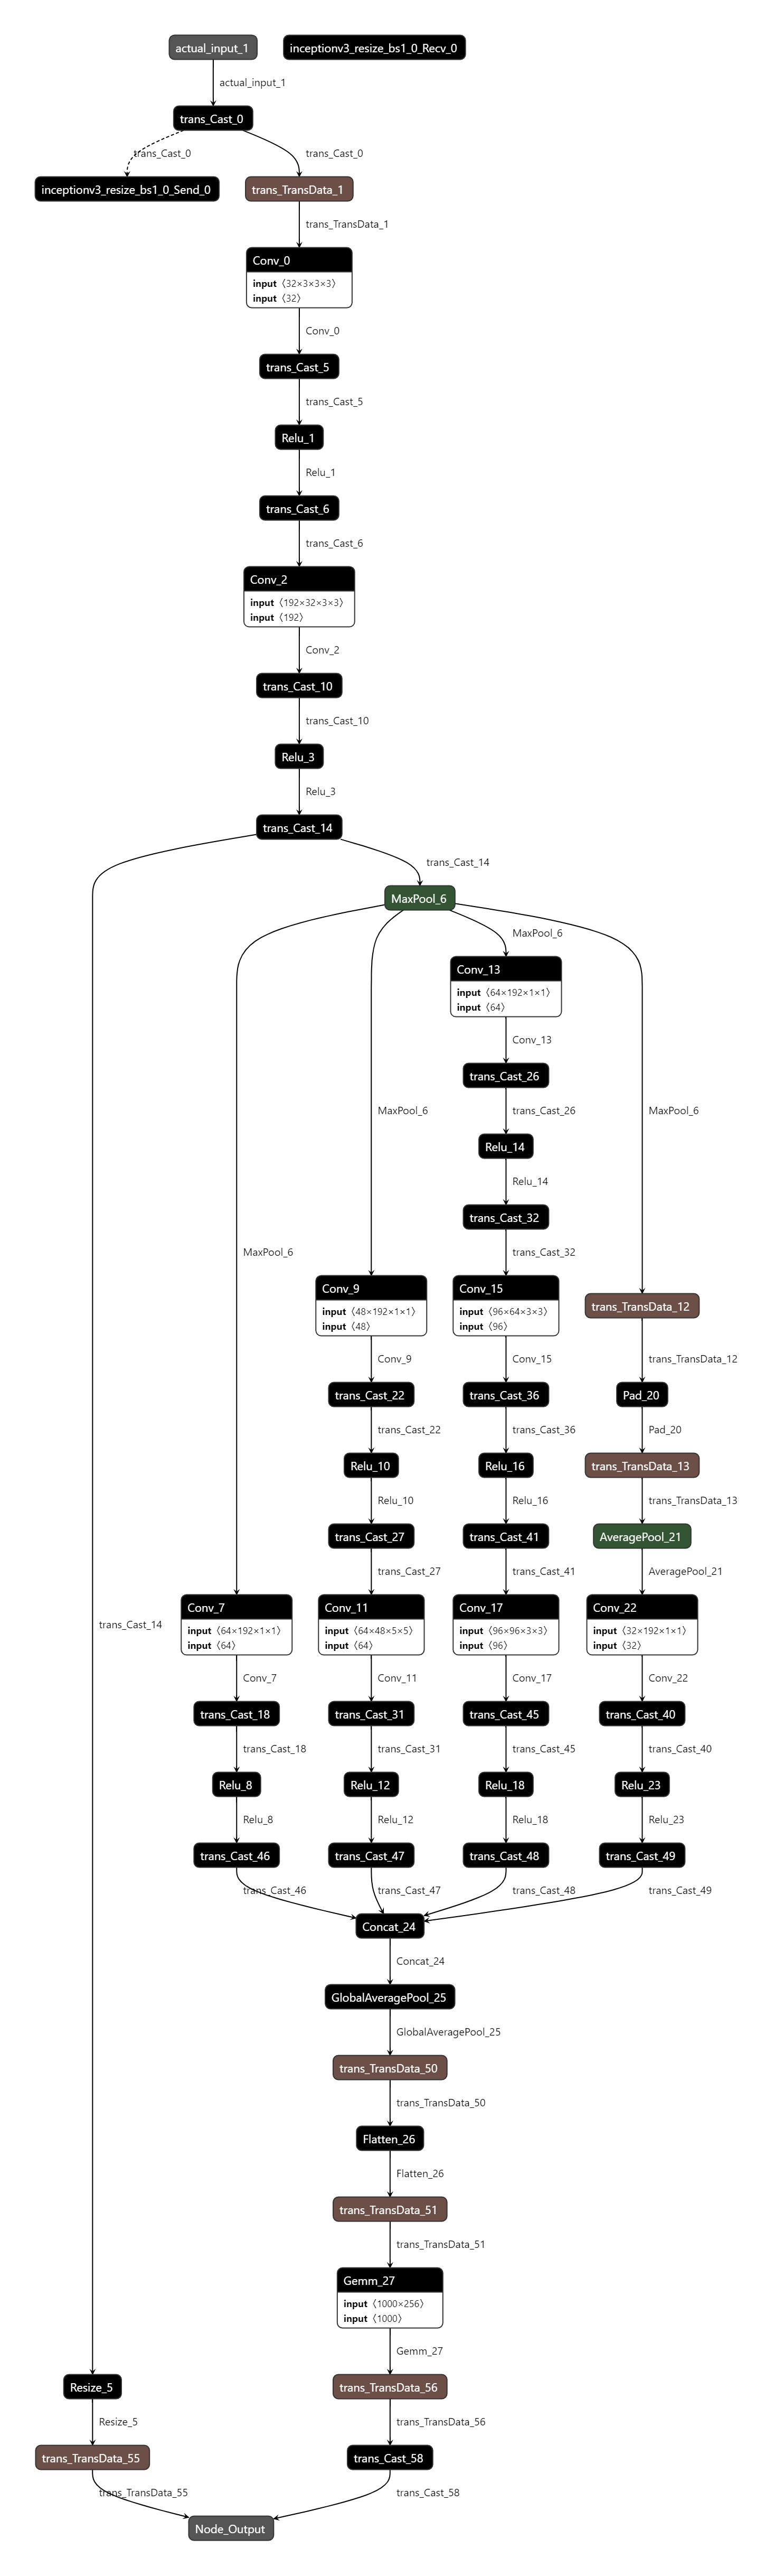 actual_input_1
inceptionv3_resize_bs1_0_Recv_0
actual_input_1
trans_Cast_0
trans_Cast_0
trans_Cast_0
inceptionv3_resize_bs1_0_Send_0
trans_TransData_1
trans_TransData_1
Conv_0
input 〈32×3×3×3〉
input 〈32〉
Conv_0
trans_Cast_5
trans_Cast_5
Relu_1
Relu_1
trans_Cast_6
trans_Cast_6
Conv_2
input 〈192×32×3×3〉
input 〈192〉
Conv_2
trans_Cast_10
trans_Cast_10
Relu_3
Relu_3
trans_Cast_14
trans_Cast_14
MaxPool_6
MaxPool_6
Conv_13
input 〈64×192×1×1〉
input 〈64〉
Conv_13
trans_Cast_26
MaxPool_6
trans_Cast_26
MaxPool_6
Relu_14
Relu_14
trans_Cast_32
MaxPool_6
trans_Cast_32
Conv_9
input 〈48×192×1×1〉
input 〈48〉
Conv_15
input 〈96×64×3×3〉
input 〈96〉
trans_TransData_12
Conv_9
Conv_15
trans_TransData_12
trans_Cast_22
trans_Cast_36
Pad_20
trans_Cast_22
trans_Cast_36
Pad_20
Relu_10
Relu_16
trans_TransData_13
Relu_10
Relu_16
trans_TransData_13
trans_Cast_27
trans_Cast_41
AveragePool_21
trans_Cast_27
trans_Cast_41
AveragePool_21
trans_Cast_14
Conv_7
input 〈64×192×1×1〉
input 〈64〉
Conv_11
input 〈64×48×5×5〉
input 〈64〉
Conv_17
input 〈96×96×3×3〉
input 〈96〉
Conv_22
input 〈32×192×1×1〉
input 〈32〉
Conv_7
Conv_11
Conv_17
Conv_22
trans_Cast_18
trans_Cast_31
trans_Cast_45
trans_Cast_40
trans_Cast_18
trans_Cast_31
trans_Cast_45
trans_Cast_40
Relu_8
Relu_12
Relu_18
Relu_23
Relu_8
Relu_12
Relu_18
Relu_23
trans_Cast_46
trans_Cast_47
trans_Cast_48
trans_Cast_49
trans_Cast_46
trans_Cast_47
trans_Cast_48
trans_Cast_49
Concat_24
Concat_24
GlobalAveragePool_25
GlobalAveragePool_25
trans_TransData_50
trans_TransData_50
Flatten_26
Flatten_26
trans_TransData_51
trans_TransData_51
Gemm_27
input 〈1000×256〉
input 〈1000〉
Gemm_27
Resize_5
trans_TransData_56
Resize_5
trans_TransData_56
trans_TransData_55
trans_Cast_58
trans_TransData_55
trans_Cast_58
Node_Output